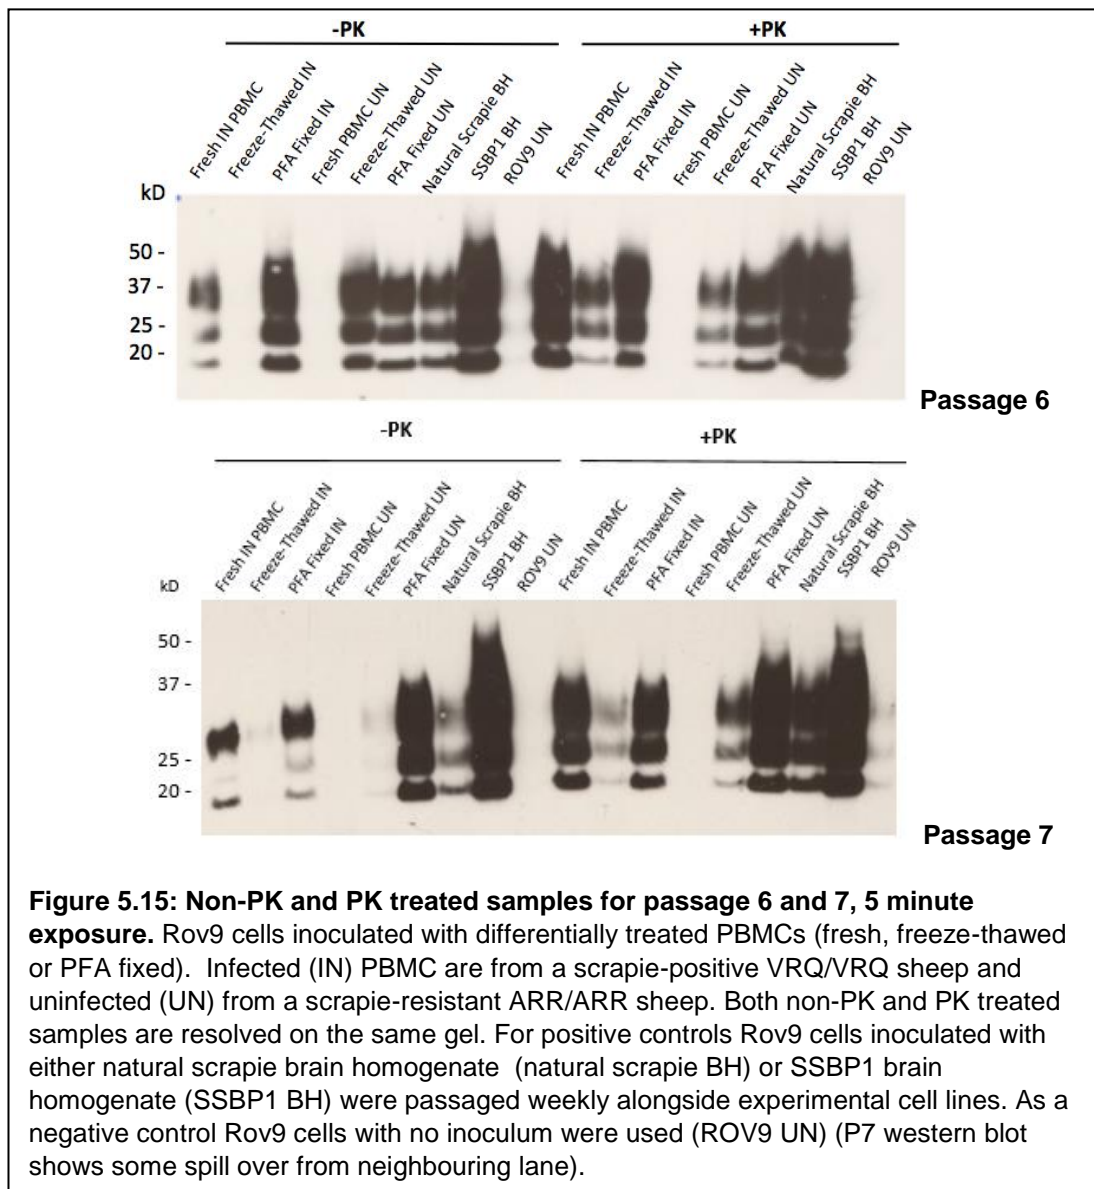 -PK +PK
Fresh IN PBMC
Freeze-Thawed IN
PFA Fixed IN
Fresh PBMC UN
Freeze-Thawed UN
PFA Fixed UN
Natural Scrapie BH
SSBP1 BH
ROV9 UN
Fresh IN PBMC
Freeze-Thawed IN
PFA Fixed IN
Fresh PBMC UN
Freeze-Thawed UN
PFA Fixed UN
Natural Scrapie BH
SSBP1 BH
ROV9 UN
kD
50 -
37 -
25 -
20 -
Passage 6
-PK +PK
Fresh IN PBMC
Freeze-Thawed IN
PFA Fixed IN
Fresh PBMC UN
Freeze-Thawed UN
PFA Fixed UN
Natural Scrapie BH
SSBP1 BH
ROV9 UN
Fresh IN PBMC
Freeze-Thawed IN
PFA Fixed IN
Fresh PBMC UN
Freeze-Thawed UN
PFA Fixed UN
Natural Scrapie BH
SSBP1 BH
ROV9 UN
kD
50 -
37 -
25 -
20 -
Passage 7
Figure 5.15: Non-PK and PK treated samples for passage 6 and 7, 5 minute
exposure. Rov9 cells inoculated with differentially treated PBMCs (fresh, freeze-thawed
or PFA fixed). Infected (IN) PBMC are from a scrapie-positive VRQ/VRQ sheep and
uninfected (UN) from a scrapie-resistant ARR/ARR sheep. Both non-PK and PK treated
samples are resolved on the same gel. For positive controls Rov9 cells inoculated with
either natural scrapie brain homogenate (natural scrapie BH) or SSBP1 brain
homogenate (SSBP1 BH) were passaged weekly alongside experimental cell lines. As a
negative control Rov9 cells with no inoculum were used (ROV9 UN) (P7 western blot
shows some spill over from neighbouring lane).